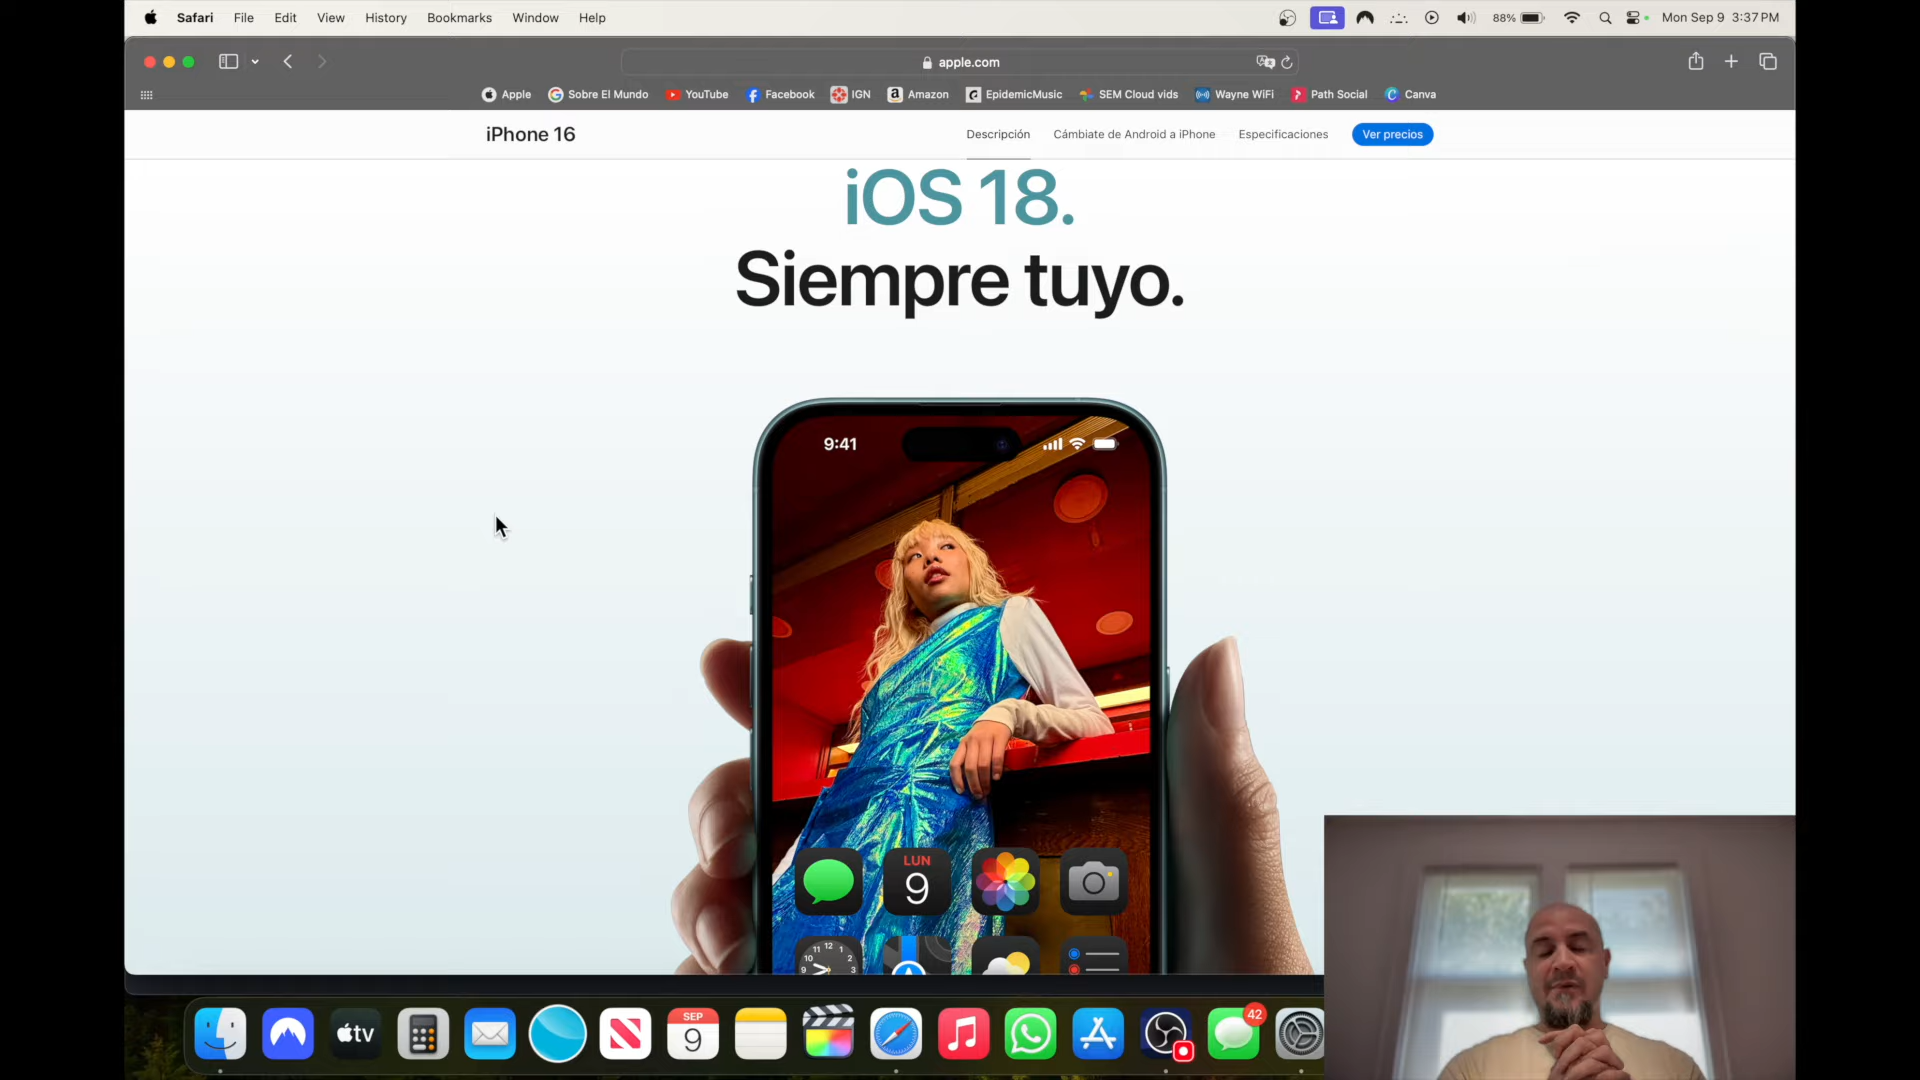 Safari File Edit View History Bookmarks Window Help 88% Mon Sep 9 3:37 PM
apple.com
Apple Sobre El Mundo YouTube Facebook IGN Amazon EpidemicMusic SEM Cloud vids Wayne WiFi Path Social Canva
iPhone 16 Descripción Cámbiate de Android a iPhone Especificaciones Ver precios
iOS 18.
Siempre tuyo.
9:41
LUN
9
tv
SEP
9
42